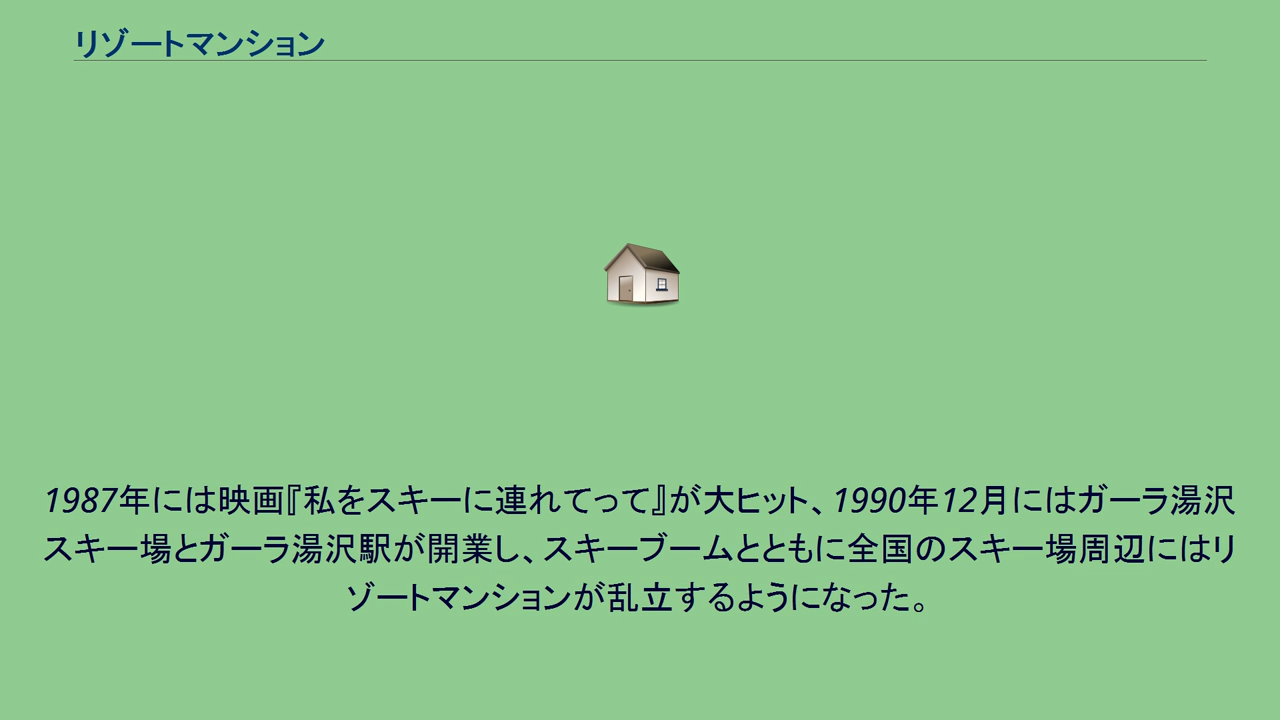 リゾートマンション
1987年には映画『私をスキーに連れてって』が大ヒット、1990年12月にはガーラ湯沢
スキー場とガーラ湯沢駅が開業し、スキーブームとともに全国のスキー場周辺にはリ
ゾートマンションが乱立するようになった。